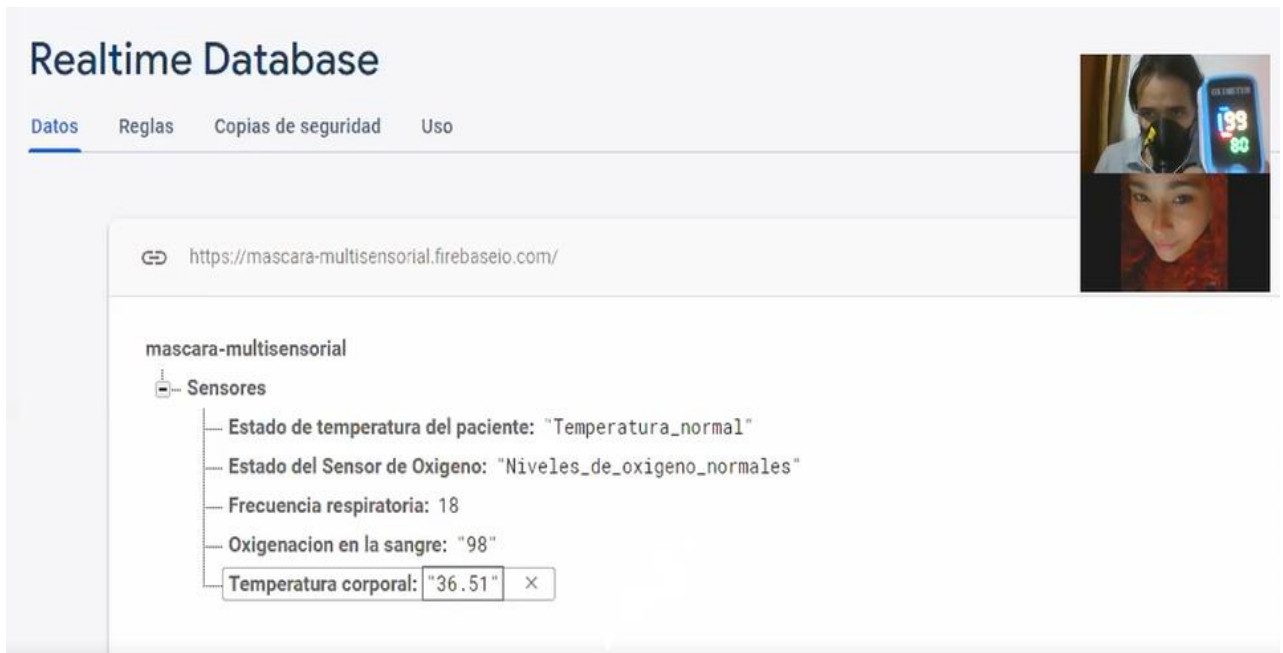 Realtime Database
Datos Reglas Copias de seguridad Uso
OXIMETER
99
80
https://mascara-multisensorial.firebaseio.com/
mascara-multisensorial
Sensores
Estado de temperatura del paciente: "Temperatura_normal"
Estado del Sensor de Oxigeno: "Niveles_de_oxigeno_normales"
Frecuencia respiratoria: 18
Oxigenacion en la sangre: "98"
Temperatura corporal: "36.51" ×